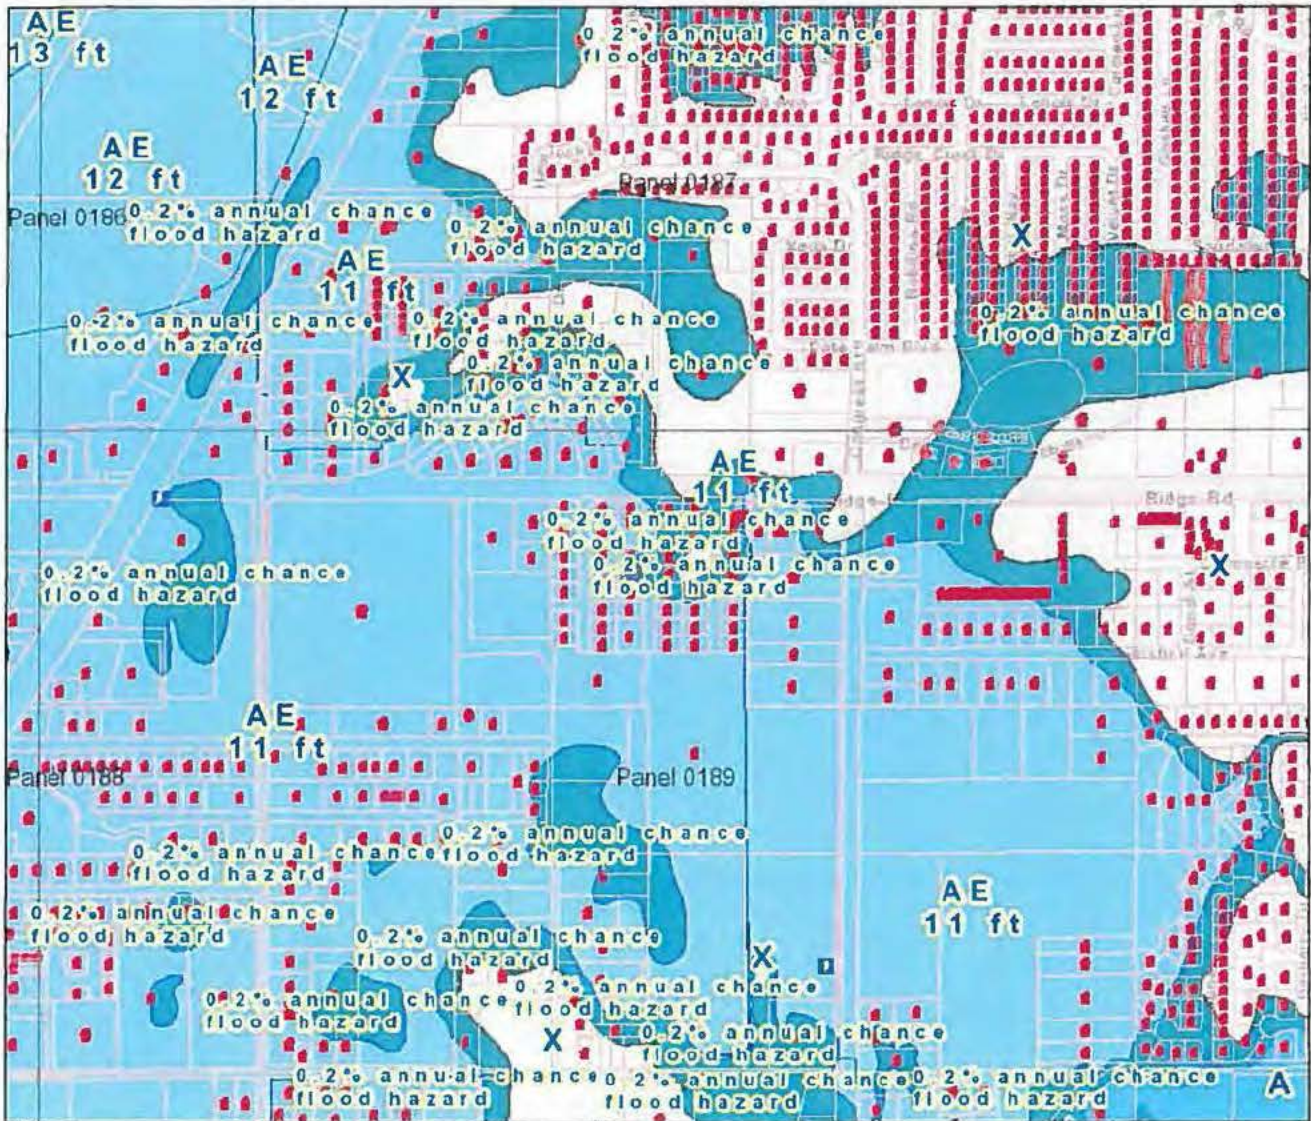 AE
13 ft
AE
12 ft
0.2% annual chance
flood hazard
AE
12 ft
Panel 0187
Panel 0186
0.2% annual chance
flood hazard
0.2% annual chance
flood hazard
X
AE
11 ft
0.2% annual chance
flood hazard
0.2% annual chance
flood hazard
0.2% annual chance
flood hazard
0.2% annual chance
flood hazard
X
0.2% annual chance
flood hazard
AE
11 ft
Ridge Rd
0.2% annual chance
flood hazard
0.2% annual chance
flood hazard
X
0.2% annual chance
flood hazard
AE
11 ft
Panel 0188
Panel 0189
0.2% annual chance
flood hazard
0.2% annual chance
flood hazard
AE
11 ft
0.2% annual chance
flood hazard
0.2% annual chance
flood hazard
X
0.2% annual chance
flood hazard
0.2% annual chance
flood hazard
X
0.2% annual chance
flood hazard
0.2% annual chance
flood hazard
0.2% annual chance
flood hazard
0.2% annual chance
flood hazard
A